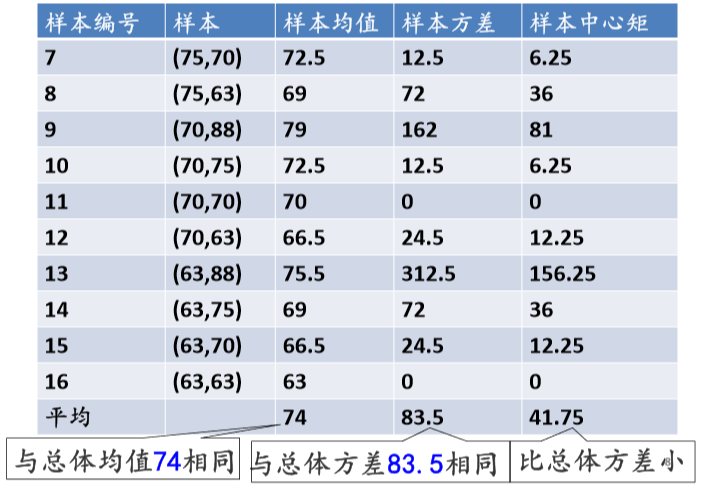 样本编号 样本 样本均值 样本方差 样本中心矩
7 (75,70) 72.5 12.5 6.25
8 (75,63) 69 72 36
9 (70,88) 79 162 81
10 (70,75) 72.5 12.5 6.25
11 (70,70) 70 0 0
12 (70,63) 66.5 24.5 12.25
13 (63,88) 75.5 312.5 156.25
14 (63,75) 69 72 36
15 (63,70) 66.5 24.5 12.25
16 (63,63) 63 0 0
平均 74 83.5 41.75
与总体均值74相同 与总体方差83.5相同 比总体方差小